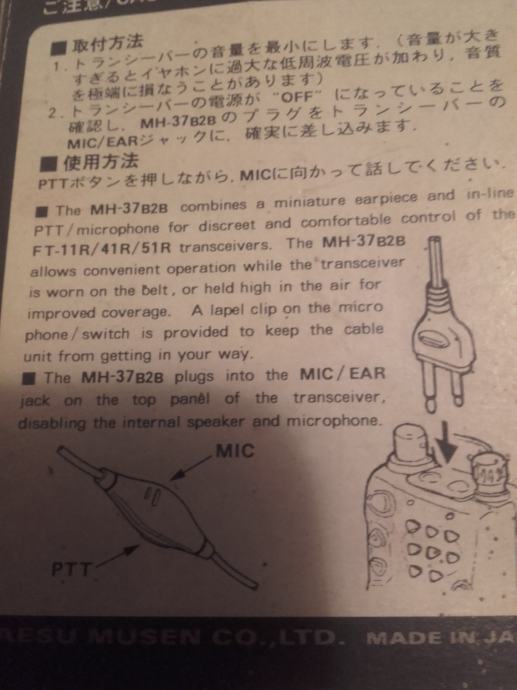 ご注意/CAU
■ 取付方法
1. トランシーバーの音量を最小にします. (音量が大き
すぎるとイヤホンに過大な低周波電圧が加わり, 音質
を極端に損なうことがあります)
2. トランシーバーの電源が “OFF” になっていることを
確認し, MH-37B2B のプラグをトランシーバーの
MIC/EARジャックに, 確実に差し込みます.
■ 使用方法
PTTボタンを押しながら, MICに向かって話してください.
■ The MH-37B2B combines a miniature earpiece and in-line
PTT/microphone for discreet and comfortable control of the
FT-11R/41R/51R transceivers. The MH-37B2B
allows convenient operation while the transceiver
is worn on the belt, or held high in the air for
improved coverage. A lapel clip on the micro
phone/switch is provided to keep the cable
unit from getting in your way.
■ The MH-37B2B plugs into the MIC/EAR
jack on the top panel of the transceiver,
disabling the internal speaker and microphone.
MIC
PTT
AESU MUSEN CO.,LTD. MADE IN JA